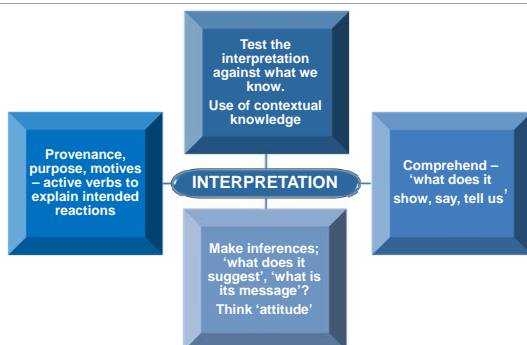 Test the
interpretation
against what we
know.
Use of contextual
knowledge
Provenance,
purpose, motives
– active verbs to
explain intended
reactions
INTERPRETATION
Comprehend –
‘what does it
show, say, tell us’
Make inferences;
‘what does it
suggest’, ‘what is
its message’?
Think ‘attitude’